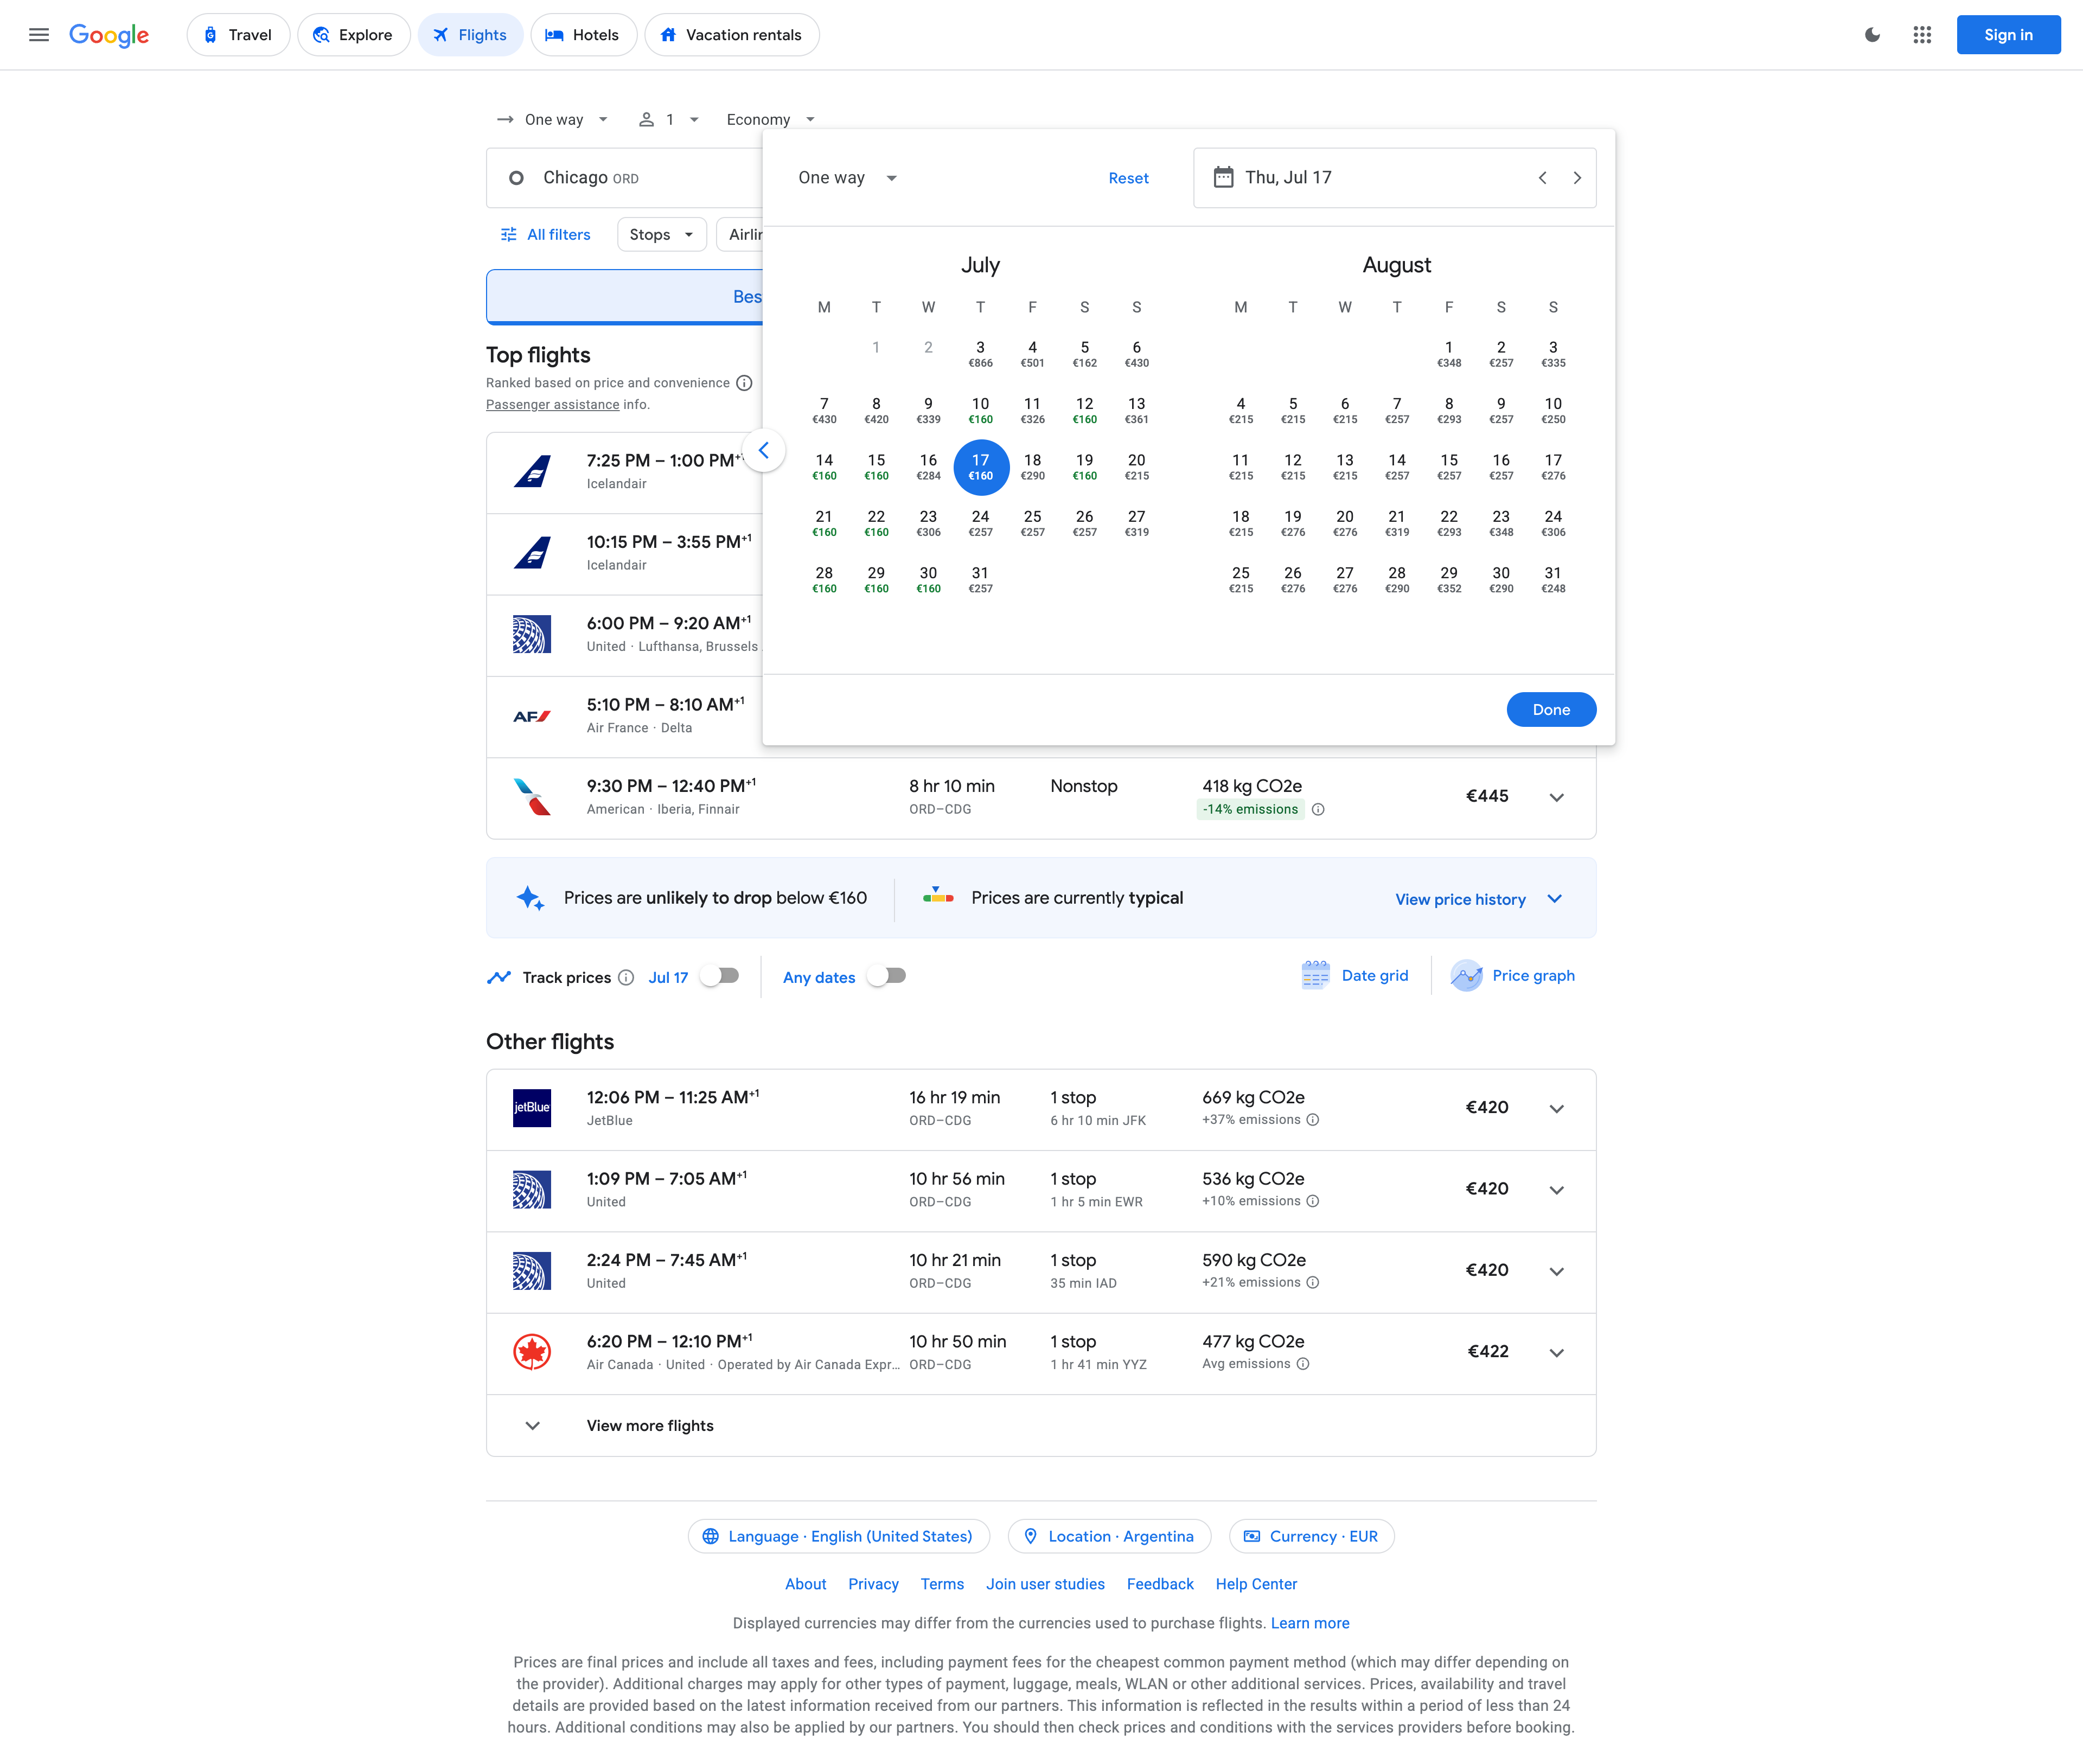 Google
Travel
Explore
Flights
Hotels
Vacation rentals
Sign in
One way
1
Economy
Chicago ORD
All filters
Stops
One way
Reset
Thu, Jul 17
Top flights
Ranked based on price and convenience
Passenger assistance info.
July
M T W T F S S
1 2 3 4 5 6
€866 €501 €162 €430
7 8 9 10 11 12 13
€430 €420 €339 €160 €326 €160 €361
14 15 16 17 18 19 20
€160 €160 €284 €160 €290 €160 €215
21 22 23 24 25 26 27
€160 €160 €306 €257 €257 €257 €319
28 29 30 31
€160 €160 €160 €257
August
M T W T F S S
1 2 3
€348 €257 €335
4 5 6 7 8 9 10
€215 €215 €215 €257 €293 €257 €250
11 12 13 14 15 16 17
€215 €215 €215 €257 €257 €257 €276
18 19 20 21 22 23 24
€215 €276 €276 €319 €293 €348 €306
25 26 27 28 29 30 31
€215 €276 €276 €290 €352 €290 €248
Done
7:25 PM – 1:00 PM
Icelandair
10:15 PM – 3:55 PM+1
Icelandair
6:00 PM – 9:20 AM+1
United · Lufthansa, Brussels
AF
5:10 PM – 8:10 AM+1
Air France · Delta
9:30 PM – 12:40 PM+1 8 hr 10 min Nonstop 418 kg CO2e €445
American · Iberia, Finnair ORD–CDG -14% emissions
Prices are unlikely to drop below €160
Prices are currently typical
View price history
Track prices Jul 17
Any dates
Date grid
Price graph
Other flights
jetBlue
12:06 PM – 11:25 AM+1 16 hr 19 min 1 stop 669 kg CO2e €420
JetBlue ORD–CDG 6 hr 10 min JFK +37% emissions
1:09 PM – 7:05 AM+1 10 hr 56 min 1 stop 536 kg CO2e €420
United ORD–CDG 1 hr 5 min EWR +10% emissions
2:24 PM – 7:45 AM+1 10 hr 21 min 1 stop 590 kg CO2e €420
United ORD–CDG 35 min IAD +21% emissions
6:20 PM – 12:10 PM+1 10 hr 50 min 1 stop 477 kg CO2e €422
Air Canada · United · Operated by Air Canada Expr... ORD–CDG 1 hr 41 min YYZ Avg emissions
View more flights
Language · English (United States)
Location · Argentina
Currency · EUR
About Privacy Terms Join user studies Feedback Help Center
Displayed currencies may differ from the currencies used to purchase flights. Learn more
Prices are final prices and include all taxes and fees, including payment fees for the cheapest common payment method (which may differ depending on
the provider). Additional charges may apply for other types of payment, luggage, meals, WLAN or other additional services. Prices, availability and travel
details are provided based on the latest information received from our partners. This information is reflected in the results within a period of less than 24
hours. Additional conditions may also be applied by our partners. You should then check prices and conditions with the services providers before booking.